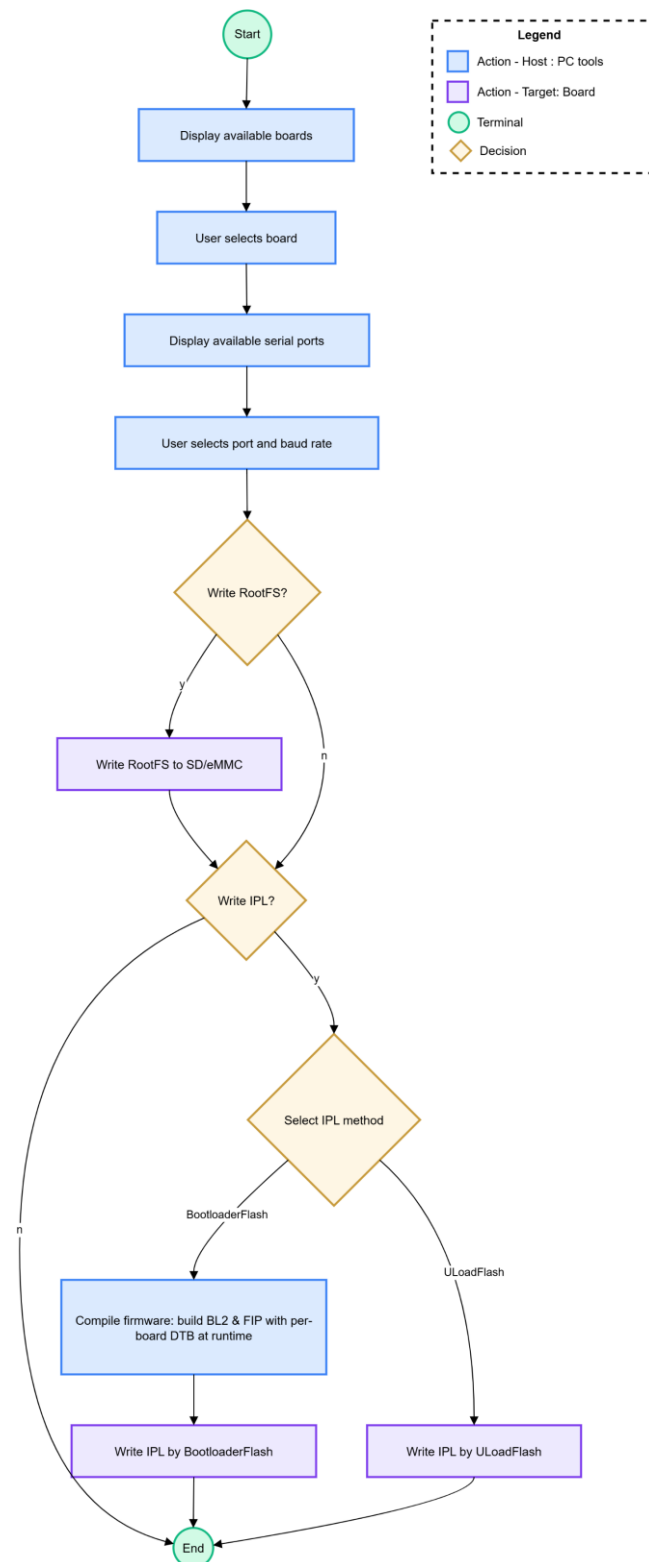 Start
Legend
Action - Host : PC tools
Action - Target: Board
Terminal
Decision
Display available boards
User selects board
Display available serial ports
User selects port and baud rate
Write RootFS?
y
n
Write RootFS to SD/eMMC
Write IPL?
y
n
Select IPL method
BootloaderFlash
ULoadFlash
Compile firmware: build BL2 & FIP with per-
board DTB at runtime
Write IPL by BootloaderFlash
Write IPL by ULoadFlash
End